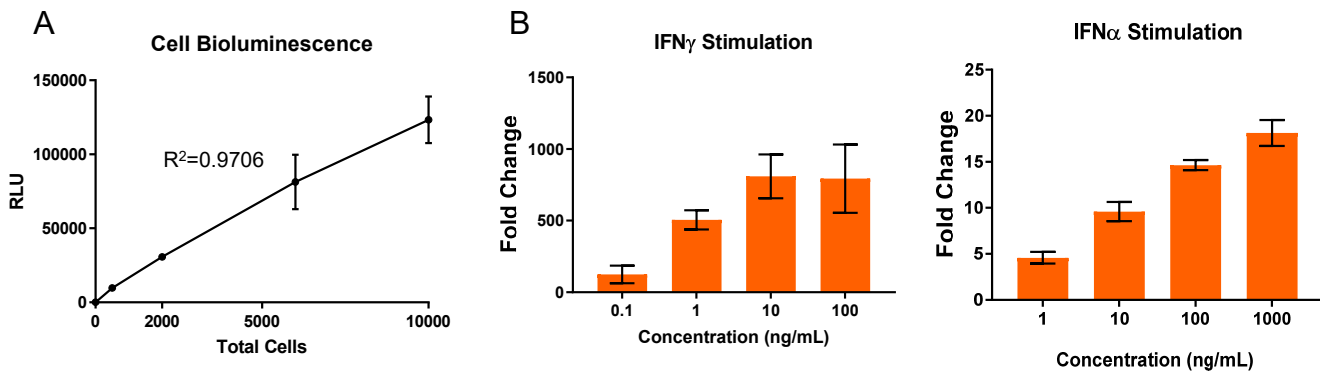 A
Cell Bioluminescence
150000
100000
50000
0
RLU
R²=0.9706
0 2000 5000 10000
Total Cells
B
IFNγ Stimulation
1500
1000
500
0
Fold Change
0.1 1 10 100
Concentration (ng/mL)
IFNα Stimulation
25
20
15
10
5
0
Fold Change
1 10 100 1000
Concentration (ng/mL)